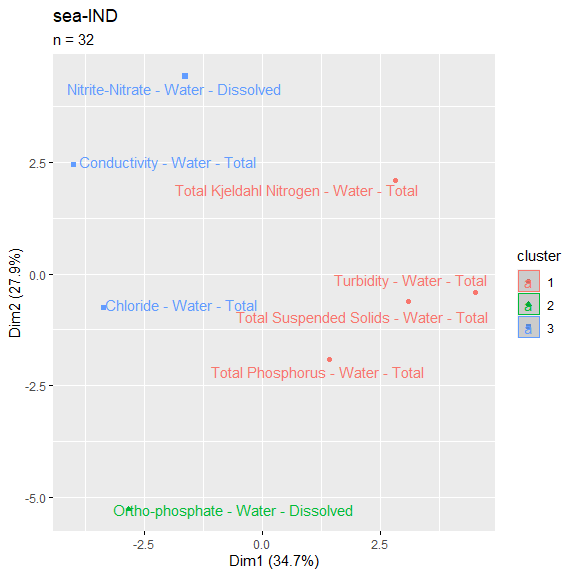 sea-IND
n = 32
Nitrite-Nitrate - Water - Dissolved
Conductivity - Water - Total
Total Kjeldahl Nitrogen - Water - Total
Turbidity - Water - Total
Chloride - Water - Total
Total Suspended Solids - Water - Total
Total Phosphorus - Water - Total
Ortho-phosphate - Water - Dissolved
2.5
0.0
-2.5
-5.0
Dim2 (27.9%)
-2.5
0.0
2.5
Dim1 (34.7%)
cluster
1
2
3